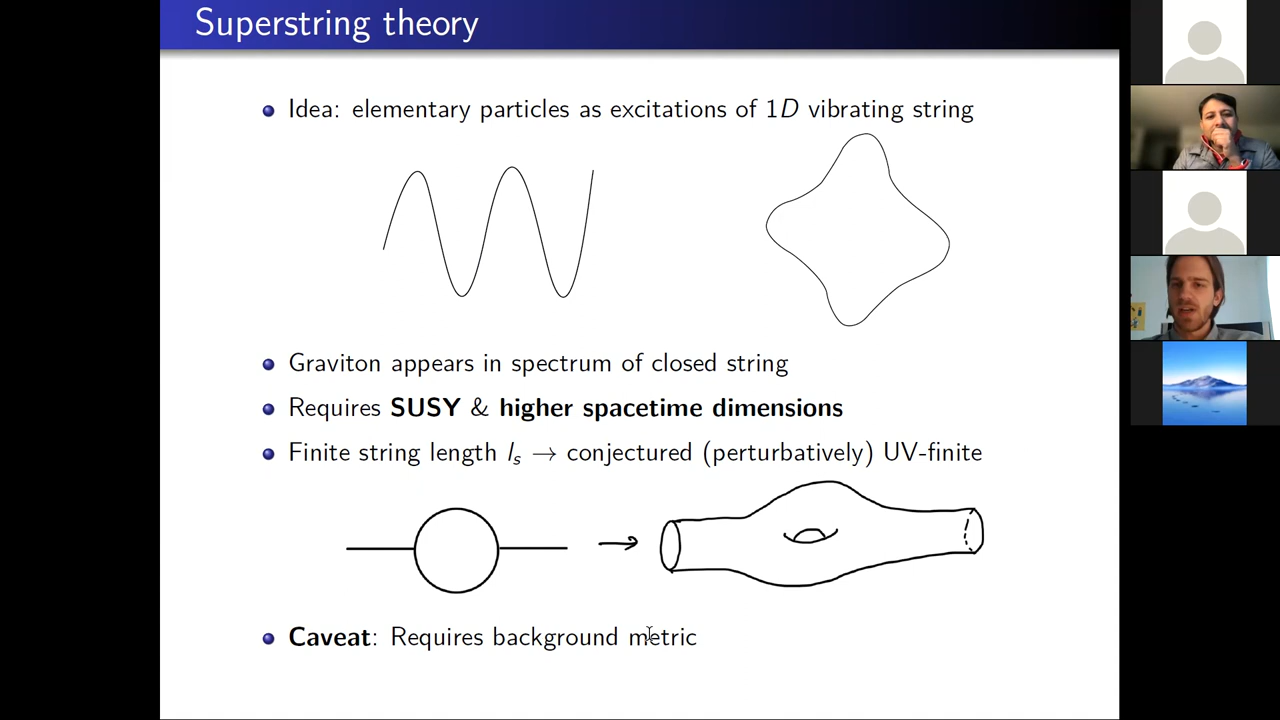 Superstring theory
Idea: elementary particles as excitations of 1D vibrating string
Graviton appears in spectrum of closed string
Requires SUSY & higher spacetime dimensions
Finite string length lₛ → conjectured (perturbatively) UV-finite
Caveat: Requires background metric